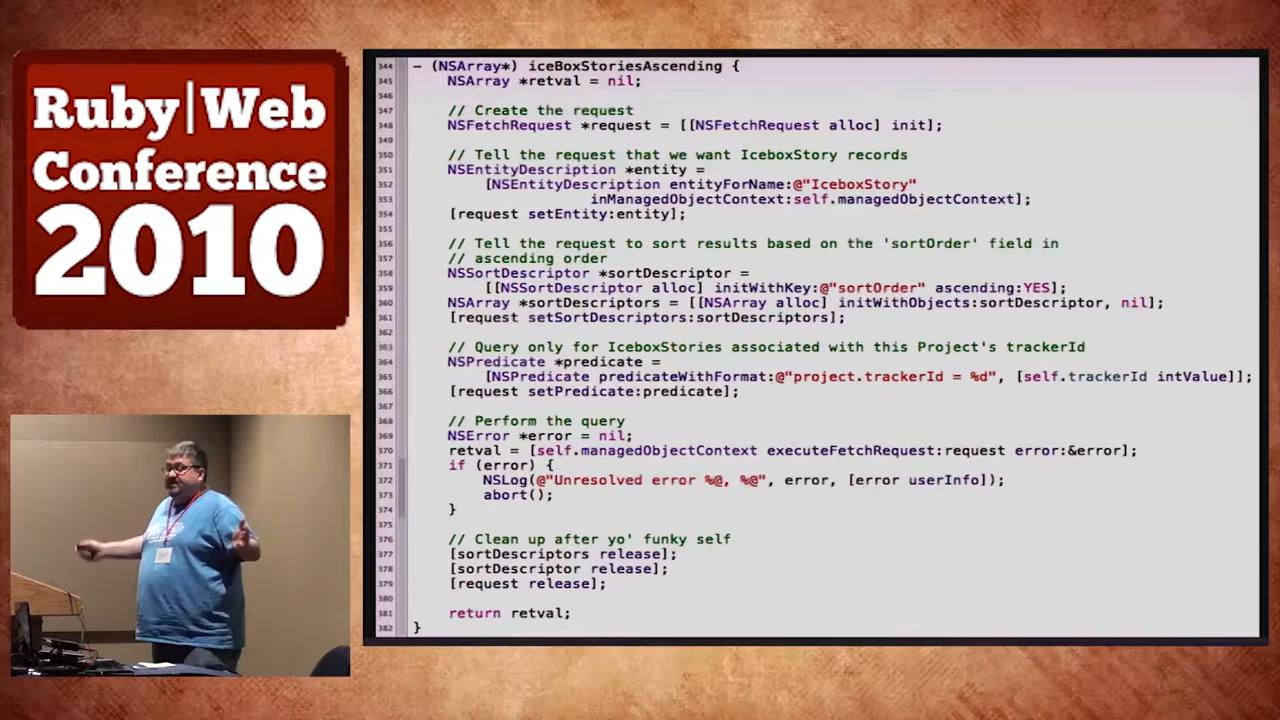 Ruby|Web
Conference
2010
344 - (NSArray*) iceBoxStoriesAscending {
345 NSArray *retval = nil;
346
347 // Create the request
348 NSFetchRequest *request = [[NSFetchRequest alloc] init];
349
350 // Tell the request that we want IceboxStory records
351 NSEntityDescription *entity =
352 [NSEntityDescription entityForName:@"IceboxStory"
353 inManagedObjectContext:self.managedObjectContext];
354 [request setEntity:entity];
355
356 // Tell the request to sort results based on the 'sortOrder' field in
357 // ascending order
358 NSSortDescriptor *sortDescriptor =
359 [[NSSortDescriptor alloc] initWithKey:@"sortOrder" ascending:YES];
360 NSArray *sortDescriptors = [[NSArray alloc] initWithObjects:sortDescriptor, nil];
361 [request setSortDescriptors:sortDescriptors];
362
363 // Query only for IceboxStories associated with this Project's trackerId
364 NSPredicate *predicate =
365 [NSPredicate predicateWithFormat:@"project.trackerId = %d", [self.trackerId intValue]];
366 [request setPredicate:predicate];
367
368 // Perform the query
369 NSError *error = nil;
370 retval = [self.managedObjectContext executeFetchRequest:request error:&error];
371 if (error) {
372 NSLog(@"Unresolved error %@, %@", error, [error userInfo]);
373 abort();
374 }
375
376 // Clean up after yo' funky self
377 [sortDescriptors release];
378 [sortDescriptor release];
379 [request release];
380
381 return retval;
382 }